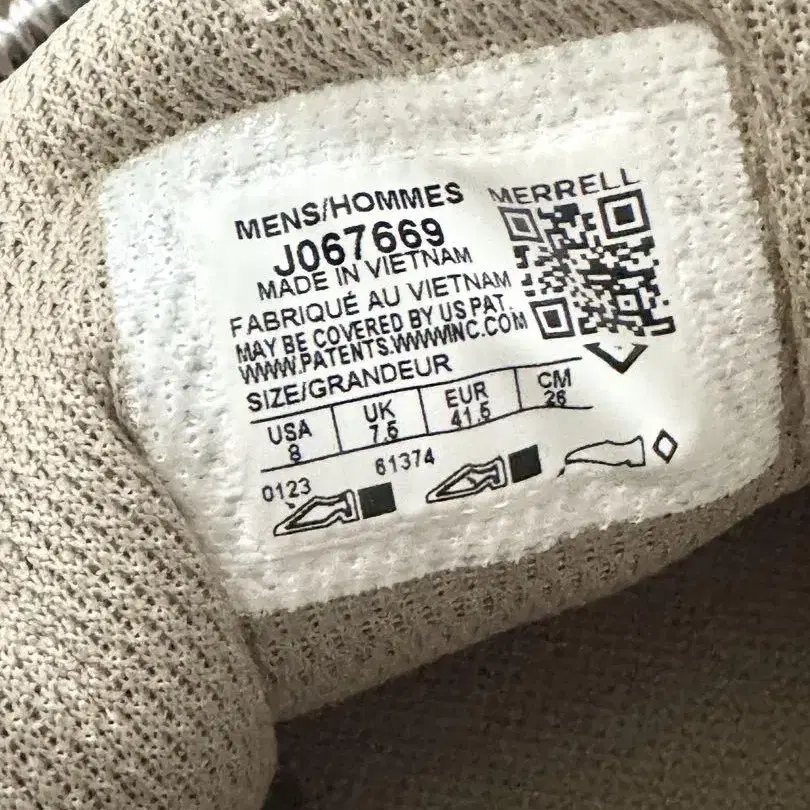 MENS/HOMMES
J067669
MADE IN VIETNAM
FABRIQUÉ AU VIETNAM
MAY BE COVERED BY US PAT.
WWW.PATENTS.WWWINC.COM
SIZE/GRANDEUR
MERRELL
USA UK EUR CM
8 7.5 41.5 26
0123 61374